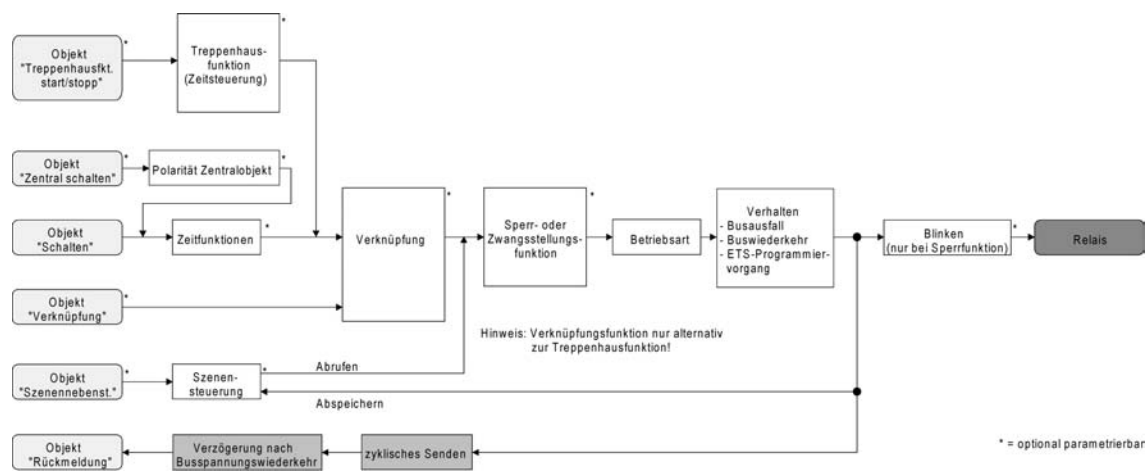 Objekt
"Treppenhausfkt.
start/stopp"
*
Treppenhaus-
funktion
(Zeitsteuerung)
*
Objekt
"Zentral schalten"
*
Polarität Zentralobjekt
*
Objekt
"Schalten"
*
Zeitfunktionen
*
Verknüpfung
*
Sperr- oder
Zwangsstellungs-
funktion
*
Betriebsart
Verhalten
- Busausfall
- Buswiederkehr
- ETS-Programmier-
vorgang
Blinken
(nur bei Sperrfunktion)
*
Relais
Objekt
"Verknüpfung"
*
Hinweis: Verknüpfungsfunktion nur alternativ
zur Treppenhausfunktion!
Objekt
"Szenennebenst."
*
Szenen-
steuerung
*
Abrufen
Abspeichern
Objekt
"Rückmeldung"
*
Verzögerung nach
Busspannungswiederkehr
zyklisches Senden
* = optional parametrierbar